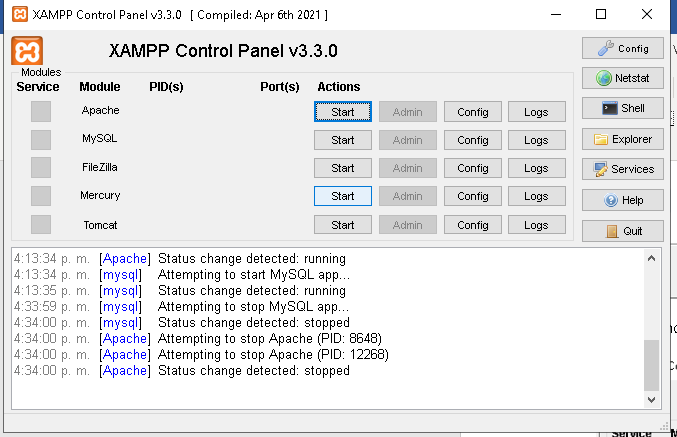 XAMPP Control Panel v3.3.0 [ Compiled: Apr 6th 2021 ]
XAMPP Control Panel v3.3.0
Config
Modules
Service Module PID(s) Port(s) Actions
Netstat
Apache Start Admin Config Logs
Shell
MySQL Start Admin Config Logs
Explorer
FileZilla Start Admin Config Logs
Services
Mercury Start Admin Config Logs
Help
Tomcat Start Admin Config Logs
Quit
4:13:34 p. m. [Apache] Status change detected: running
4:13:34 p. m. [mysql] Attempting to start MySQL app...
4:13:35 p. m. [mysql] Status change detected: running
4:33:59 p. m. [mysql] Attempting to stop MySQL app...
4:34:00 p. m. [mysql] Status change detected: stopped
4:34:00 p. m. [Apache] Attempting to stop Apache (PID: 8648)
4:34:00 p. m. [Apache] Attempting to stop Apache (PID: 12268)
4:34:00 p. m. [Apache] Status change detected: stopped